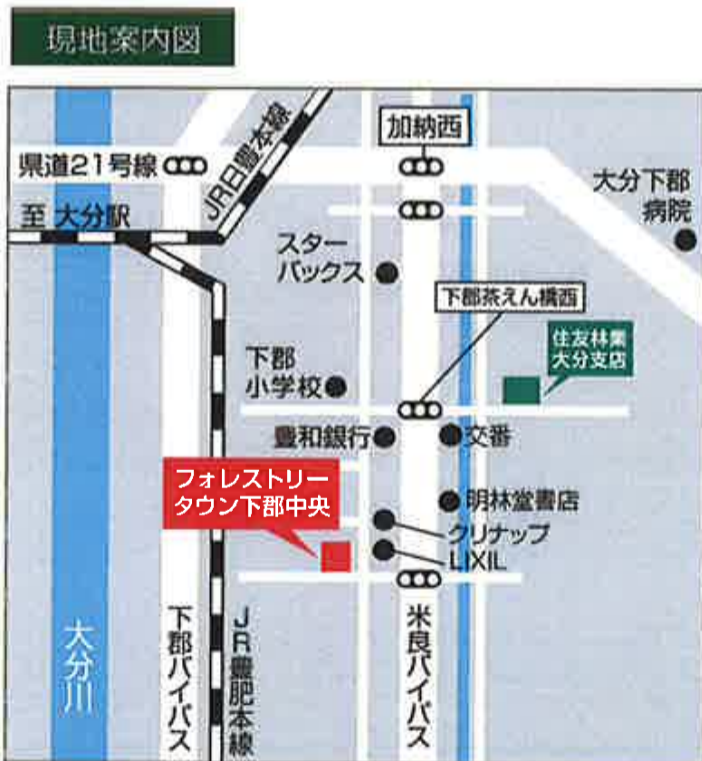 現地案内図
加納西
県道21号線
JR日豊本線
大分下郡
病院
至 大分駅
スター
バックス
下郡茶えん橋西
住友林業
大分支店
下郡
小学校
豊和銀行
交番
フォレストリー
タウン下郡中央
明林堂書店
クリナップ
LIXIL
大分川
下郡バイパス
JR豊肥本線
米良バイパス